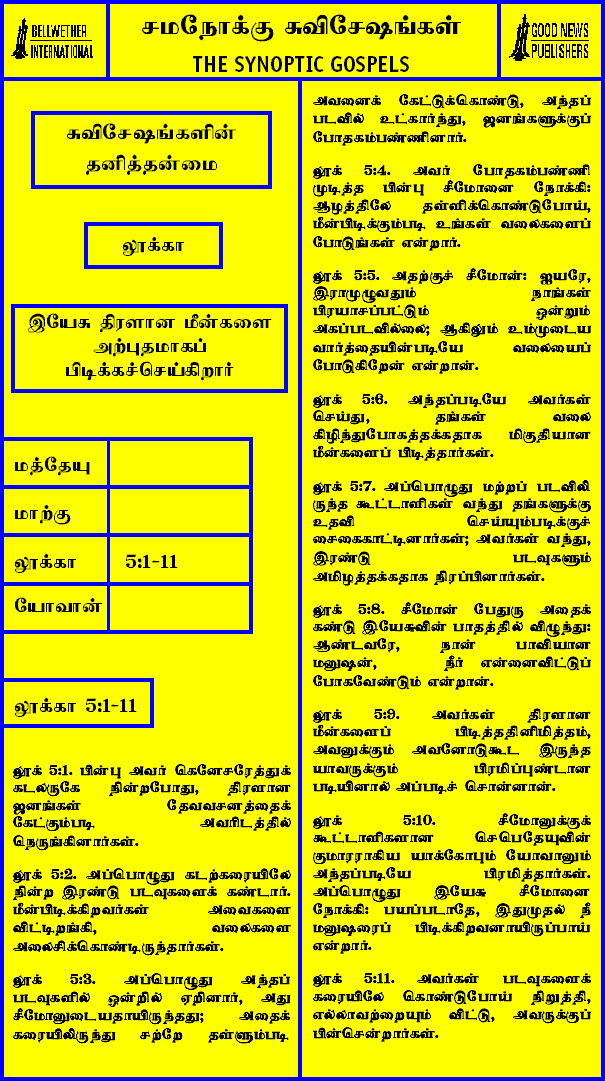 BELLWETHER
INTERNATIONAL
சமநோக்கு சுவிசேஷங்கள்
THE SYNOPTIC GOSPELS
GOOD NEWS
PUBLISHERS
சுவிசேஷங்களின்
தனித்தன்மை
லூக்கா
இயேசு திரளான மீன்களை
அற்புதமாகப்
பிடிக்கச்செய்கிறார்
மத்தேயு
மாற்கு
லூக்கா 5:1-11
யோவான்
லூக்கா 5:1-11
லூக் 5:1. பின்பு அவர் கெனேசரேத்துக்
கடலருகே நின்றபோது, திரளான
ஜனங்கள் தேவவசனத்தைக்
கேட்கும்படி அவரிடத்தில்
நெருங்கினார்கள்.
லூக் 5:2. அப்பொழுது கடற்கரையிலே
நின்ற இரண்டு படவுகளைக் கண்டார்.
மீன்பிடிக்கிறவர்கள் அவைகளை
விட்டிறங்கி, வலைகளை
அலைசிக்கொண்டிருந்தார்கள்.
லூக் 5:3. அப்பொழுது அந்தப்
படவுகளில் ஒன்றில் ஏறினார், அது
சீமோனுடையதாயிருந்தது; அதைக்
கரையிலிருந்து சற்றே தள்ளும்படி
அவனைக் கேட்டுக்கொண்டு, அந்தப்
படவில் உட்கார்ந்து, ஜனங்களுக்குப்
போதகம்பண்ணினார்.
லூக் 5:4. அவர் போதகம்பண்ணி
முடித்த பின்பு சீமோனை நோக்கி:
ஆழத்திலே தள்ளிக்கொண்டுபோய்,
மீன்பிடிக்கும்படி உங்கள் வலைகளைப்
போடுங்கள் என்றார்.
லூக் 5:5. அதற்குச் சீமோன்: ஐயரே,
இராமுழுவதும் நாங்கள்
பிரயாசப்பட்டும் ஒன்றும்
அகப்படவில்லை; ஆகிலும் உம்முடைய
வார்த்தையின்படியே வலையைப்
போடுகிறேன் என்றான்.
லூக் 5:6. அந்தப்படியே அவர்கள்
செய்து, தங்கள் வலை
கிழிந்துபோகத்தக்கதாக மிகுதியான
மீன்களைப் பிடித்தார்கள்.
லூக் 5:7. அப்பொழுது மற்றப் படவிலி
ருந்த கூட்டாளிகள் வந்து தங்களுக்கு
உதவி செய்யும்படிக்குச்
சைகைகாட்டினார்கள்; அவர்கள் வந்து,
இரண்டு படவுகளும்
அமிழத்தக்கதாக நிரப்பினார்கள்.
லூக் 5:8. சீமோன் பேதுரு அதைக்
கண்டு இயேசுவின் பாதத்தில் விழுந்து:
ஆண்டவரே, நான் பாவியான
மனுஷன், நீர் என்னைவிட்டுப்
போகவேண்டும் என்றான்.
லூக் 5:9. அவர்கள் திரளான
மீன்களைப் பிடித்ததினிமித்தம்,
அவனுக்கும் அவனோடுகூட இருந்த
யாவருக்கும் பிரமிப்புண்டான
படியினால் அப்படிச் சொன்னான்.
லூக் 5:10. சீமோனுக்குக்
கூட்டாளிகளான செபெதேயுவின்
குமாரராகிய யாக்கோபும் யோவானும்
அந்தப்படியே பிரமித்தார்கள்.
அப்பொழுது இயேசு சீமோனை
நோக்கி: பயப்படாதே, இதுமுதல் நீ
மனுஷரைப் பிடிக்கிறவனாயிருப்பாய்
என்றார்.
லூக் 5:11. அவர்கள் படவுகளைக்
கரையிலே கொண்டுபோய் நிறுத்தி,
எல்லாவற்றையும் விட்டு, அவருக்குப்
பின்சென்றார்கள்.